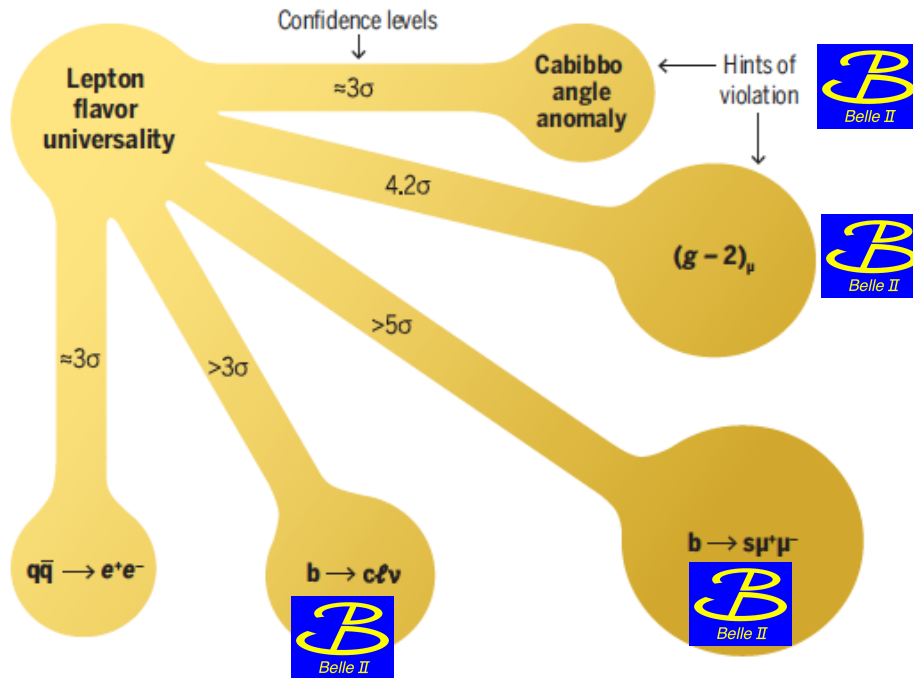 Confidence levels
Lepton
flavor
universality
≈3σ
Cabibbo
angle
anomaly
Hints of
violation
Belle II
4.2σ
(g − 2)μ
Belle II
>5σ
≈3σ
>3σ
qq̅ → e⁺e⁻
b → cℓν
Belle II
b → sμ⁺μ⁻
Belle II